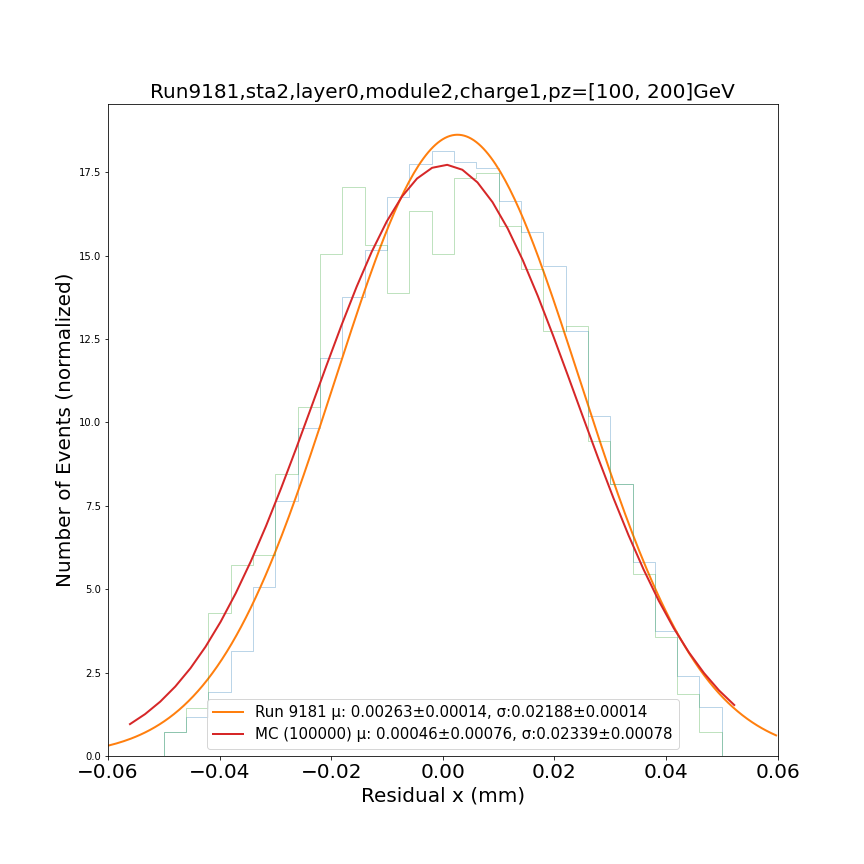 Run9181,sta2,layer0,module2,charge1,pz=[100, 200]GeV
Number of Events (normalized)
17.5
15.0
12.5
10.0
7.5
5.0
2.5
0.0
Run 9181 μ: 0.00263±0.00014, σ:0.02188±0.00014
MC (100000) μ: 0.00046±0.00076, σ:0.02339±0.00078
−0.06 −0.04 −0.02 0.00 0.02 0.04 0.06
Residual x (mm)